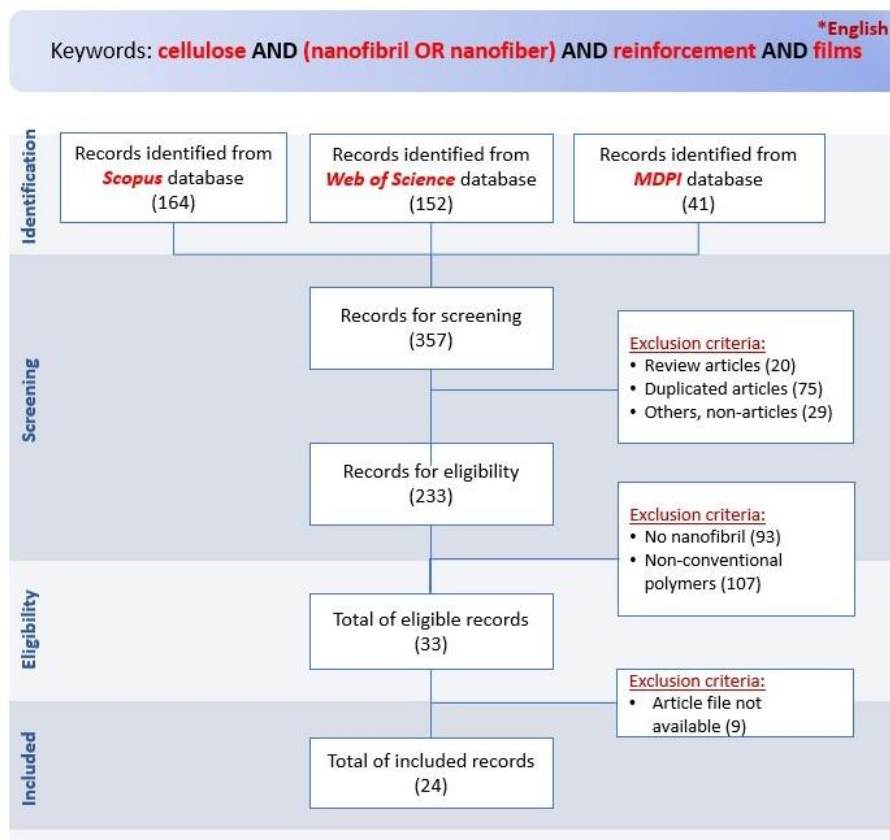 *English
Keywords: cellulose AND (nanofibril OR nanofiber) AND reinforcement AND films
Identification
Records identified from
Scopus database
(164)
Records identified from
Web of Science database
(152)
Records identified from
MDPI database
(41)
Screening
Records for screening
(357)
Exclusion criteria:
• Review articles (20)
• Duplicated articles (75)
• Others, non-articles (29)
Records for eligibility
(233)
Exclusion criteria:
• No nanofibril (93)
• Non-conventional
polymers (107)
Eligibility
Total of eligible records
(33)
Exclusion criteria:
• Article file not
available (9)
Included
Total of included records
(24)